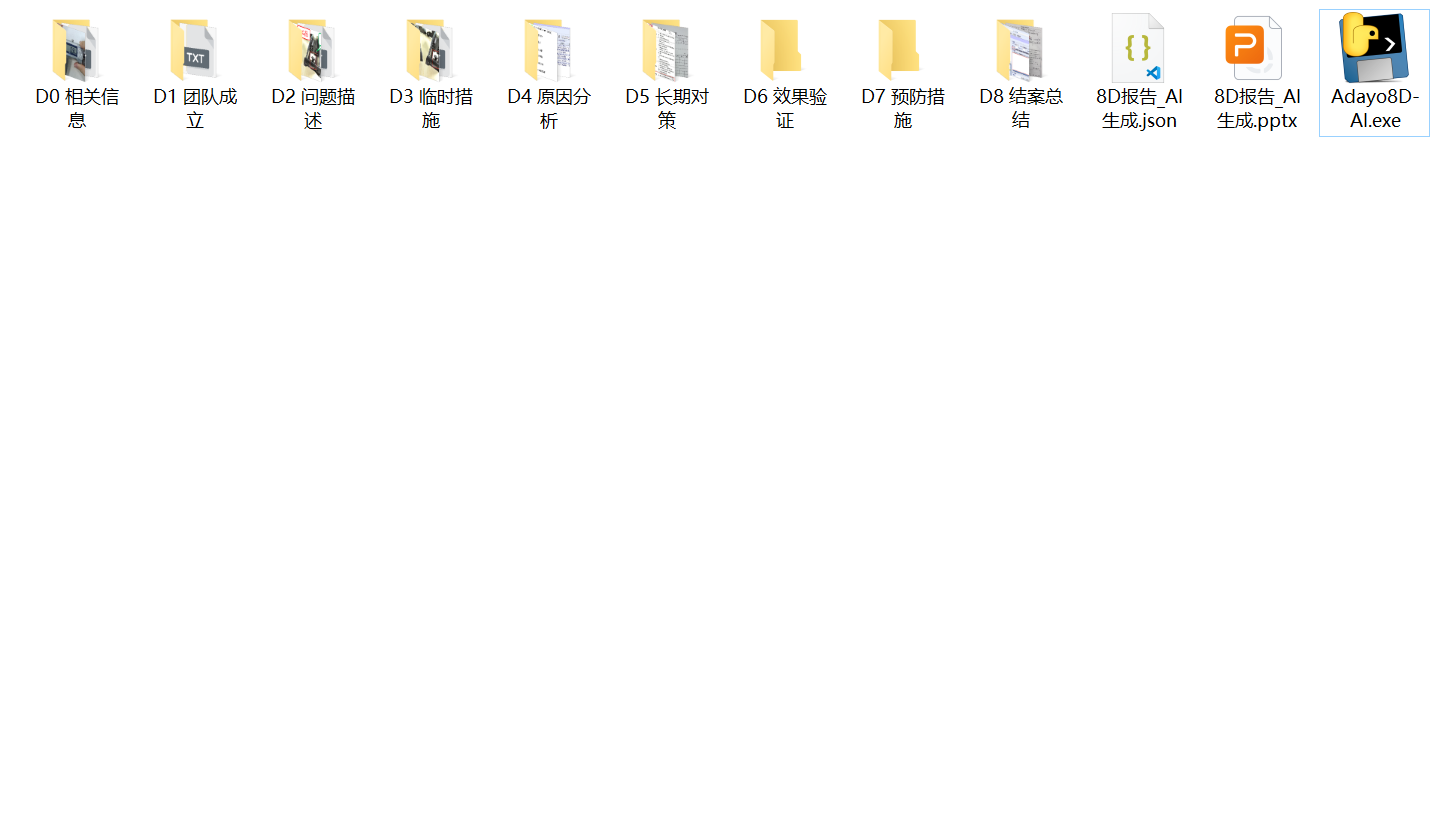 D0 相关信
息
D1 团队成
立
D2 问题描
述
D3 临时措
施
D4 原因分
析
D5 长期对
策
D6 效果验
证
D7 预防措
施
D8 结案总
结
8D报告_AI
生成.json
8D报告_AI
生成.pptx
Adayo8D-
AI.exe
TXT